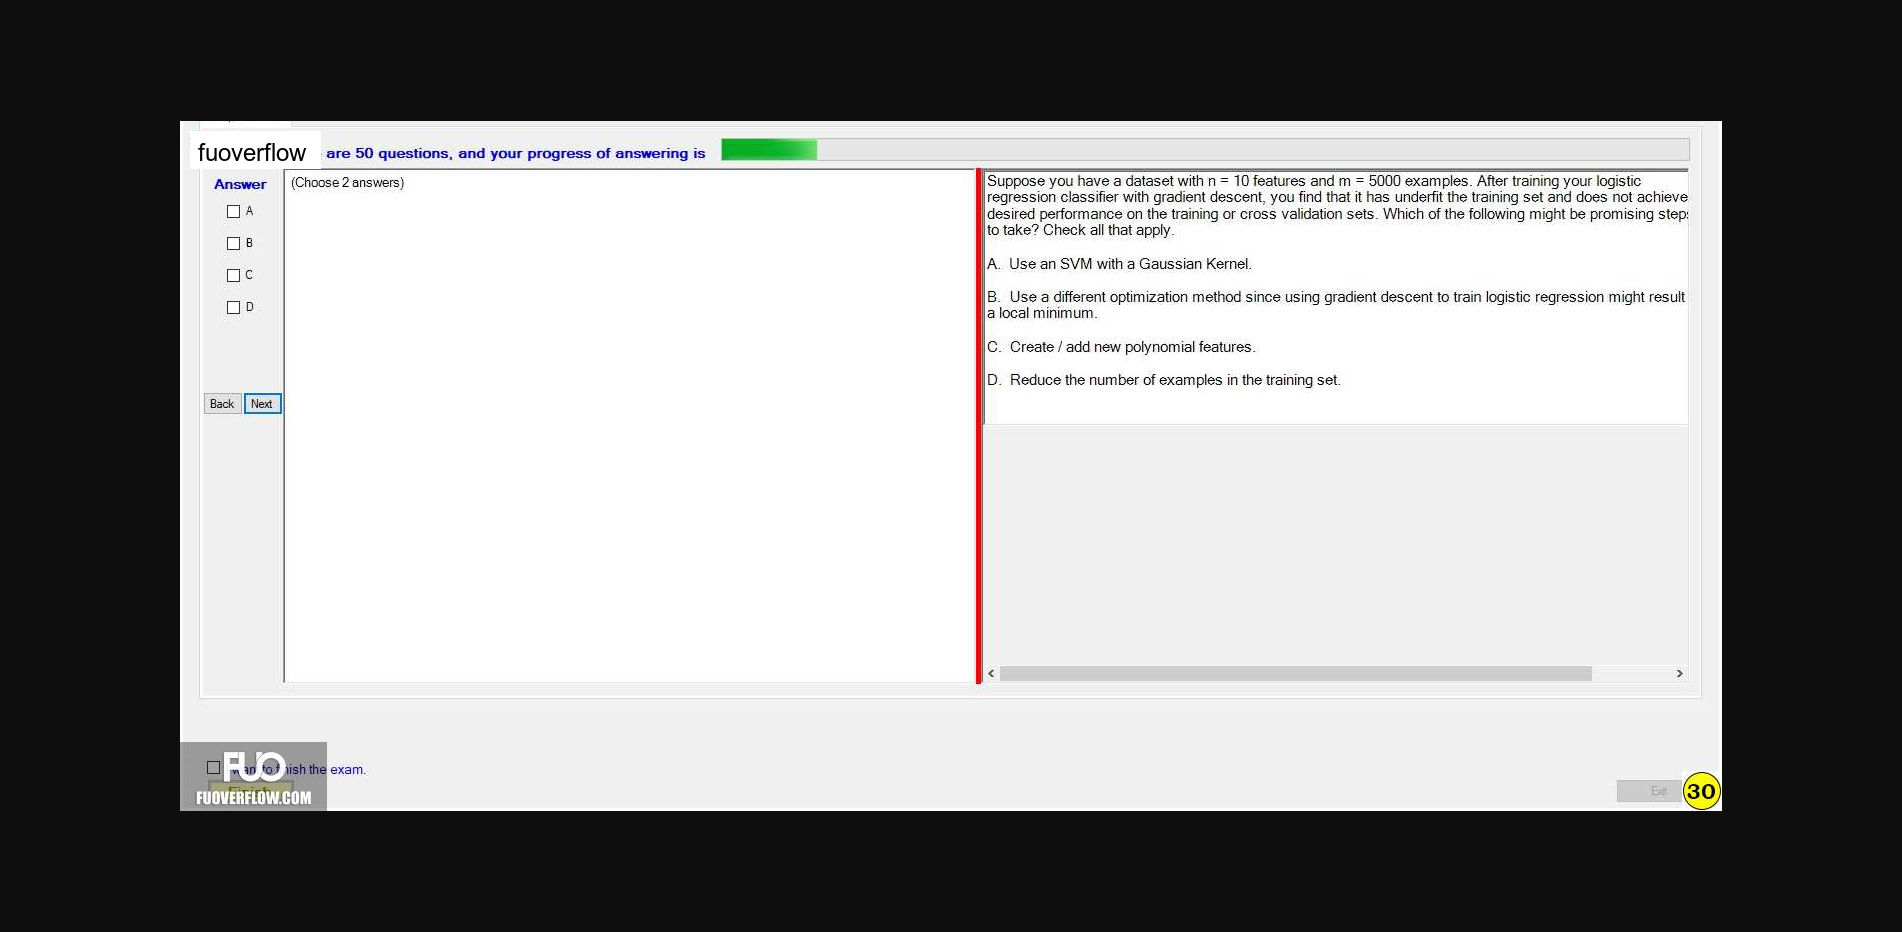 fuoverflow are 50 questions, and your progress of answering is
Answer
A
B
C
D
Back Next
(Choose 2 answers)
Suppose you have a dataset with n = 10 features and m = 5000 examples. After training your logistic
regression classifier with gradient descent, you find that it has underfit the training set and does not achieve
desired performance on the training or cross validation sets. Which of the following might be promising steps
to take? Check all that apply.
A. Use an SVM with a Gaussian Kernel.
B. Use a different optimization method since using gradient descent to train logistic regression might result
a local minimum.
C. Create / add new polynomial features.
D. Reduce the number of examples in the training set.
FUO
want to finish the exam.
Finish
FUOVERFLOW.COM
Exit
30